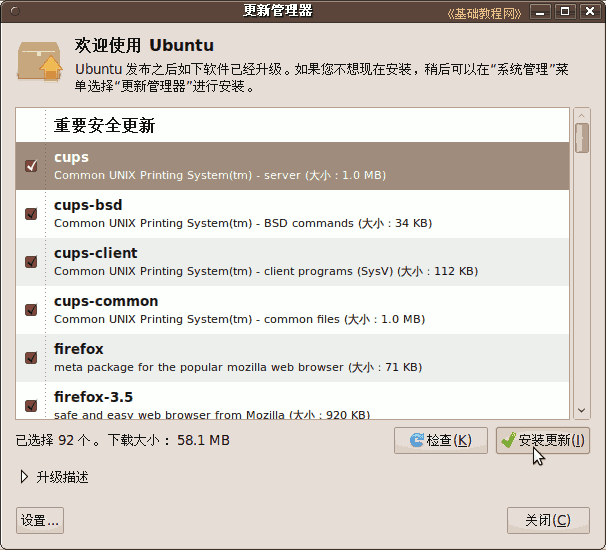 更新管理器
《基础教程网》
欢迎使用 Ubuntu
Ubuntu 发布之后如下软件已经升级。如果您不想现在安装，稍后可以在“系统管理”菜
单选择“更新管理器”进行安装。
重要安全更新
cups
Common UNIX Printing System(tm) - server (大小：1.0 MB)
cups-bsd
Common UNIX Printing System(tm) - BSD commands (大小：34 KB)
cups-client
Common UNIX Printing System(tm) - client programs (SysV) (大小：112 KB)
cups-common
Common UNIX Printing System(tm) - common files (大小：1.0 MB)
firefox
meta package for the popular mozilla web browser (大小：71 KB)
firefox-3.5
safe and easy web browser from Mozilla (大小：920 KB)
已选择 92 个。下载大小： 58.1 MB
检查(K)
安装更新(I)
升级描述
设置...
关闭(C)